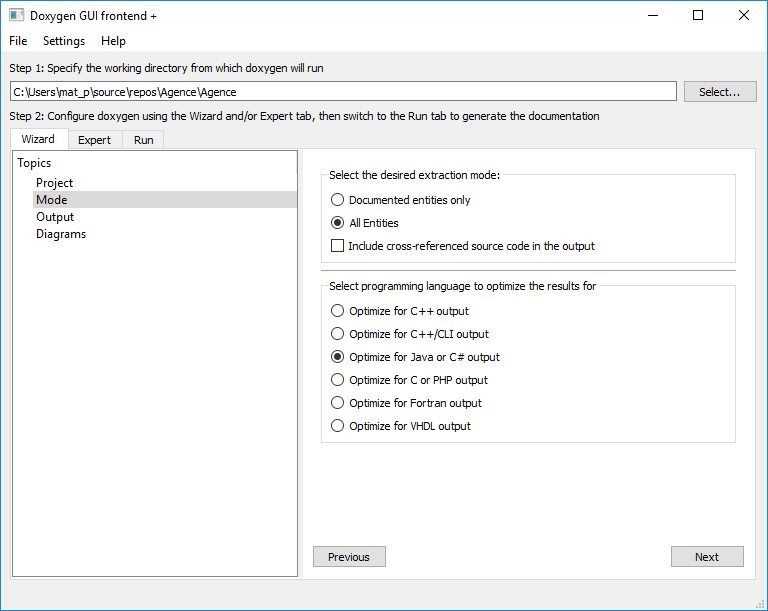 Doxygen GUI frontend +
File Settings Help
Step 1: Specify the working directory from which doxygen will run
C:\Users\mat_p\source\repos\Agence\Agence
Select...
Step 2: Configure doxygen using the Wizard and/or Expert tab, then switch to the Run tab to generate the documentation
Wizard Expert Run
Topics
Project
Mode
Output
Diagrams
Select the desired extraction mode:
Documented entities only
All Entities
Include cross-referenced source code in the output
Select programming language to optimize the results for
Optimize for C++ output
Optimize for C++/CLI output
Optimize for Java or C# output
Optimize for C or PHP output
Optimize for Fortran output
Optimize for VHDL output
Previous
Next